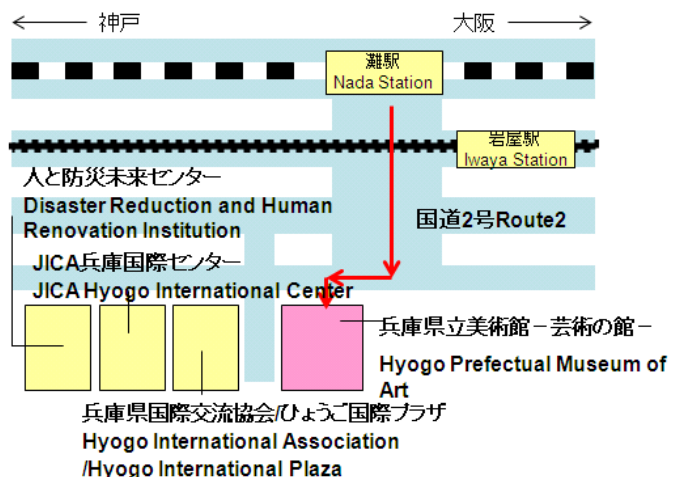 神戸
大阪
灘駅
Nada Station
岩屋駅
Iwaya Station
人と防災未来センター
Disaster Reduction and Human
Renovation Institution
国道2号Route2
JICA兵庫国際センター
JICA Hyogo International Center
兵庫県立美術館－芸術の館－
Hyogo Prefectual Museum of
Art
兵庫県国際交流協会/ひょうご国際プラザ
Hyogo International Association
/Hyogo International Plaza